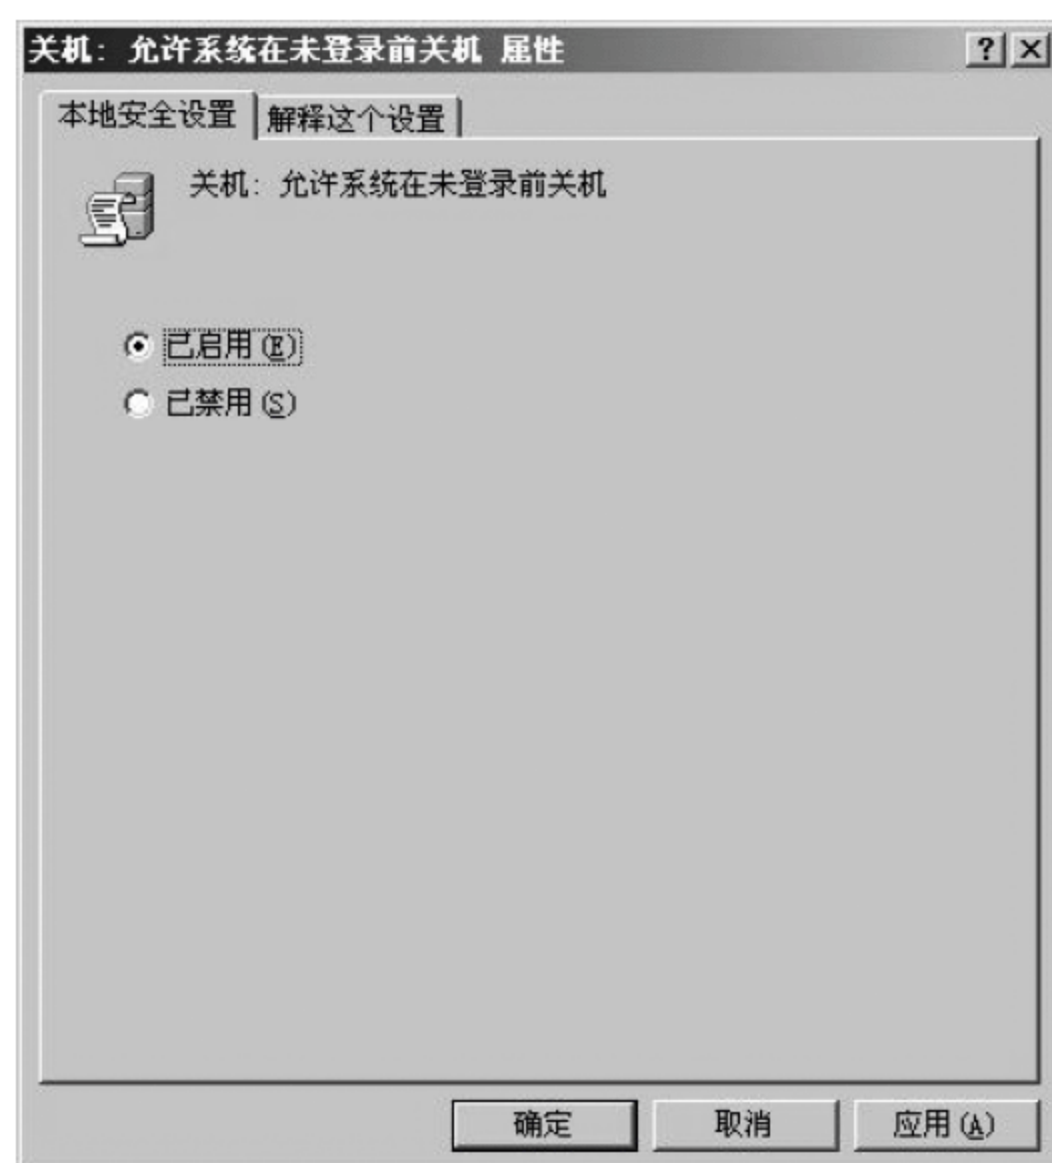 关机: 允许系统在未登录前关机 属性
本地安全设置 解释这个设置
关机: 允许系统在未登录前关机
已启用(E)
已禁用(S)
确定 取消 应用(A)